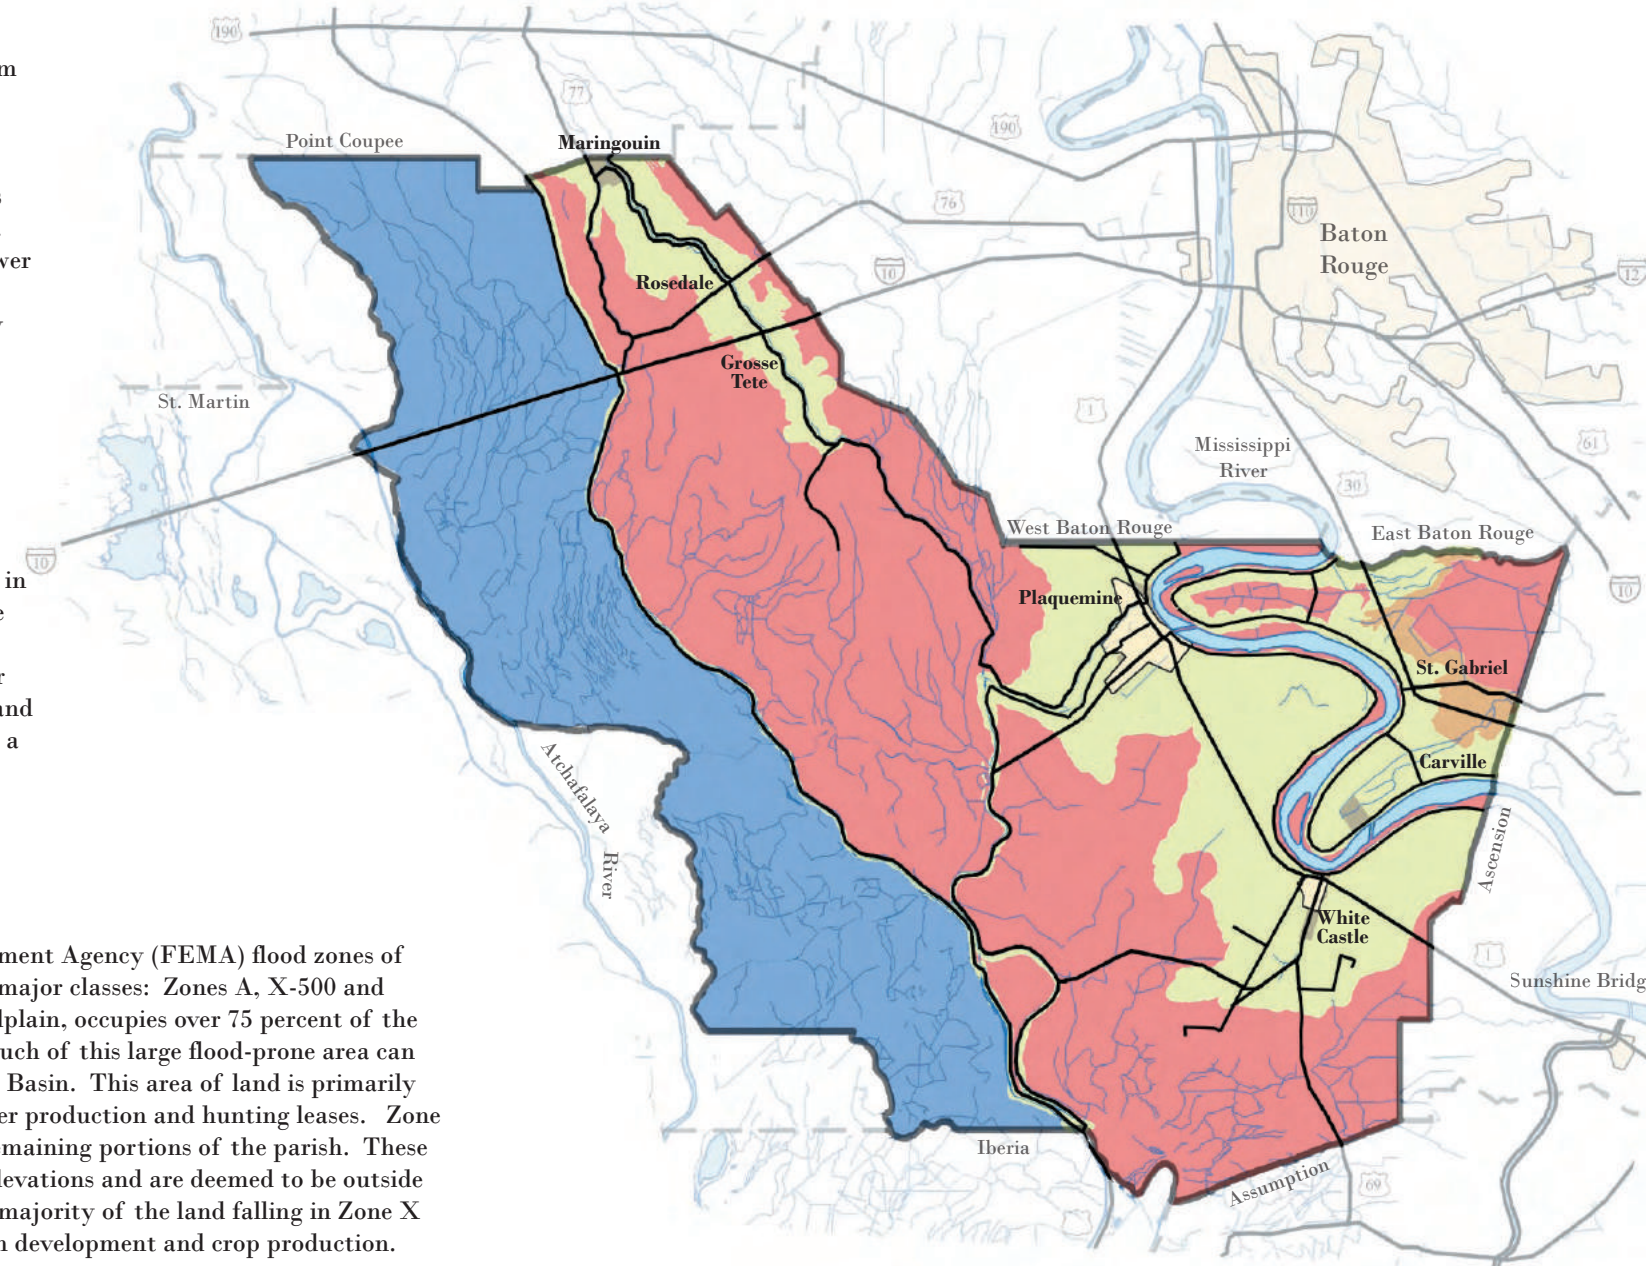 m
s
wer
y
in
e
r
and
a
ment Agency (FEMA) flood zones of
major classes: Zones A, X-500 and
dplain, occupies over 75 percent of the
uch of this large flood-prone area can
Basin. This area of land is primarily
er production and hunting leases. Zone
emaining portions of the parish. These
levations and are deemed to be outside
majority of the land falling in Zone X
n development and crop production.
190
77
Point Coupee
Maringouin
190
76
110
Baton
Rouge
10
12
Rosedale
Grosse
Tete
St. Martin
1
Mississippi
River
61
30
10
West Baton Rouge
East Baton Rouge
10
Plaquemine
St. Gabriel
Carville
Atchafalaya
River
Ascension
White
Castle
1
Sunshine Bridg
Iberia
Assumption
69